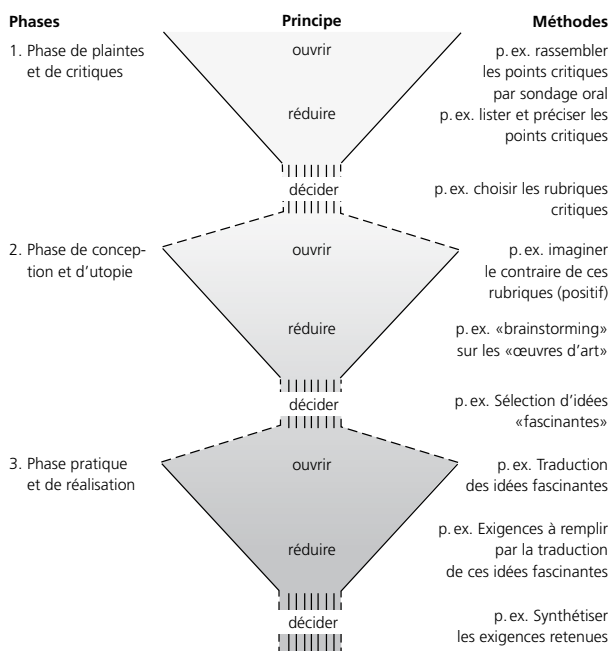 Phases
Principe
Méthodes
1. Phase de plaintes
et de critiques
ouvrir
p. ex. rassembler
les points critiques
par sondage oral
réduire
p. ex. lister et préciser les
points critiques
décider
p. ex. choisir les rubriques
critiques
2. Phase de concep-
tion et d’utopie
ouvrir
p. ex. imaginer
le contraire de ces
rubriques (positif)
réduire
p. ex. «brainstorming»
sur les «œuvres d’art»
décider
p. ex. Sélection d’idées
«fascinantes»
3. Phase pratique
et de réalisation
ouvrir
p. ex. Traduction
des idées fascinantes
réduire
p. ex. Exigences à remplir
par la traduction
de ces idées fascinantes
décider
p. ex. Synthétiser
les exigences retenues